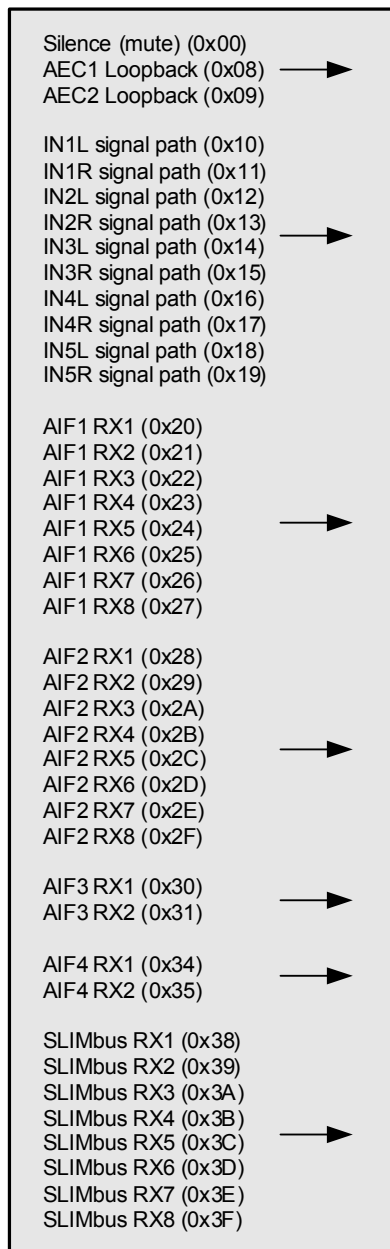 Silence (mute) (0x00)
AEC1 Loopback (0x08)
AEC2 Loopback (0x09)
IN1L signal path (0x10)
IN1R signal path (0x11)
IN2L signal path (0x12)
IN2R signal path (0x13)
IN3L signal path (0x14)
IN3R signal path (0x15)
IN4L signal path (0x16)
IN4R signal path (0x17)
IN5L signal path (0x18)
IN5R signal path (0x19)
AIF1 RX1 (0x20)
AIF1 RX2 (0x21)
AIF1 RX3 (0x22)
AIF1 RX4 (0x23)
AIF1 RX5 (0x24)
AIF1 RX6 (0x25)
AIF1 RX7 (0x26)
AIF1 RX8 (0x27)
AIF2 RX1 (0x28)
AIF2 RX2 (0x29)
AIF2 RX3 (0x2A)
AIF2 RX4 (0x2B)
AIF2 RX5 (0x2C)
AIF2 RX6 (0x2D)
AIF2 RX7 (0x2E)
AIF2 RX8 (0x2F)
AIF3 RX1 (0x30)
AIF3 RX2 (0x31)
AIF4 RX1 (0x34)
AIF4 RX2 (0x35)
SLIMbus RX1 (0x38)
SLIMbus RX2 (0x39)
SLIMbus RX3 (0x3A)
SLIMbus RX4 (0x3B)
SLIMbus RX5 (0x3C)
SLIMbus RX6 (0x3D)
SLIMbus RX7 (0x3E)
SLIMbus RX8 (0x3F)